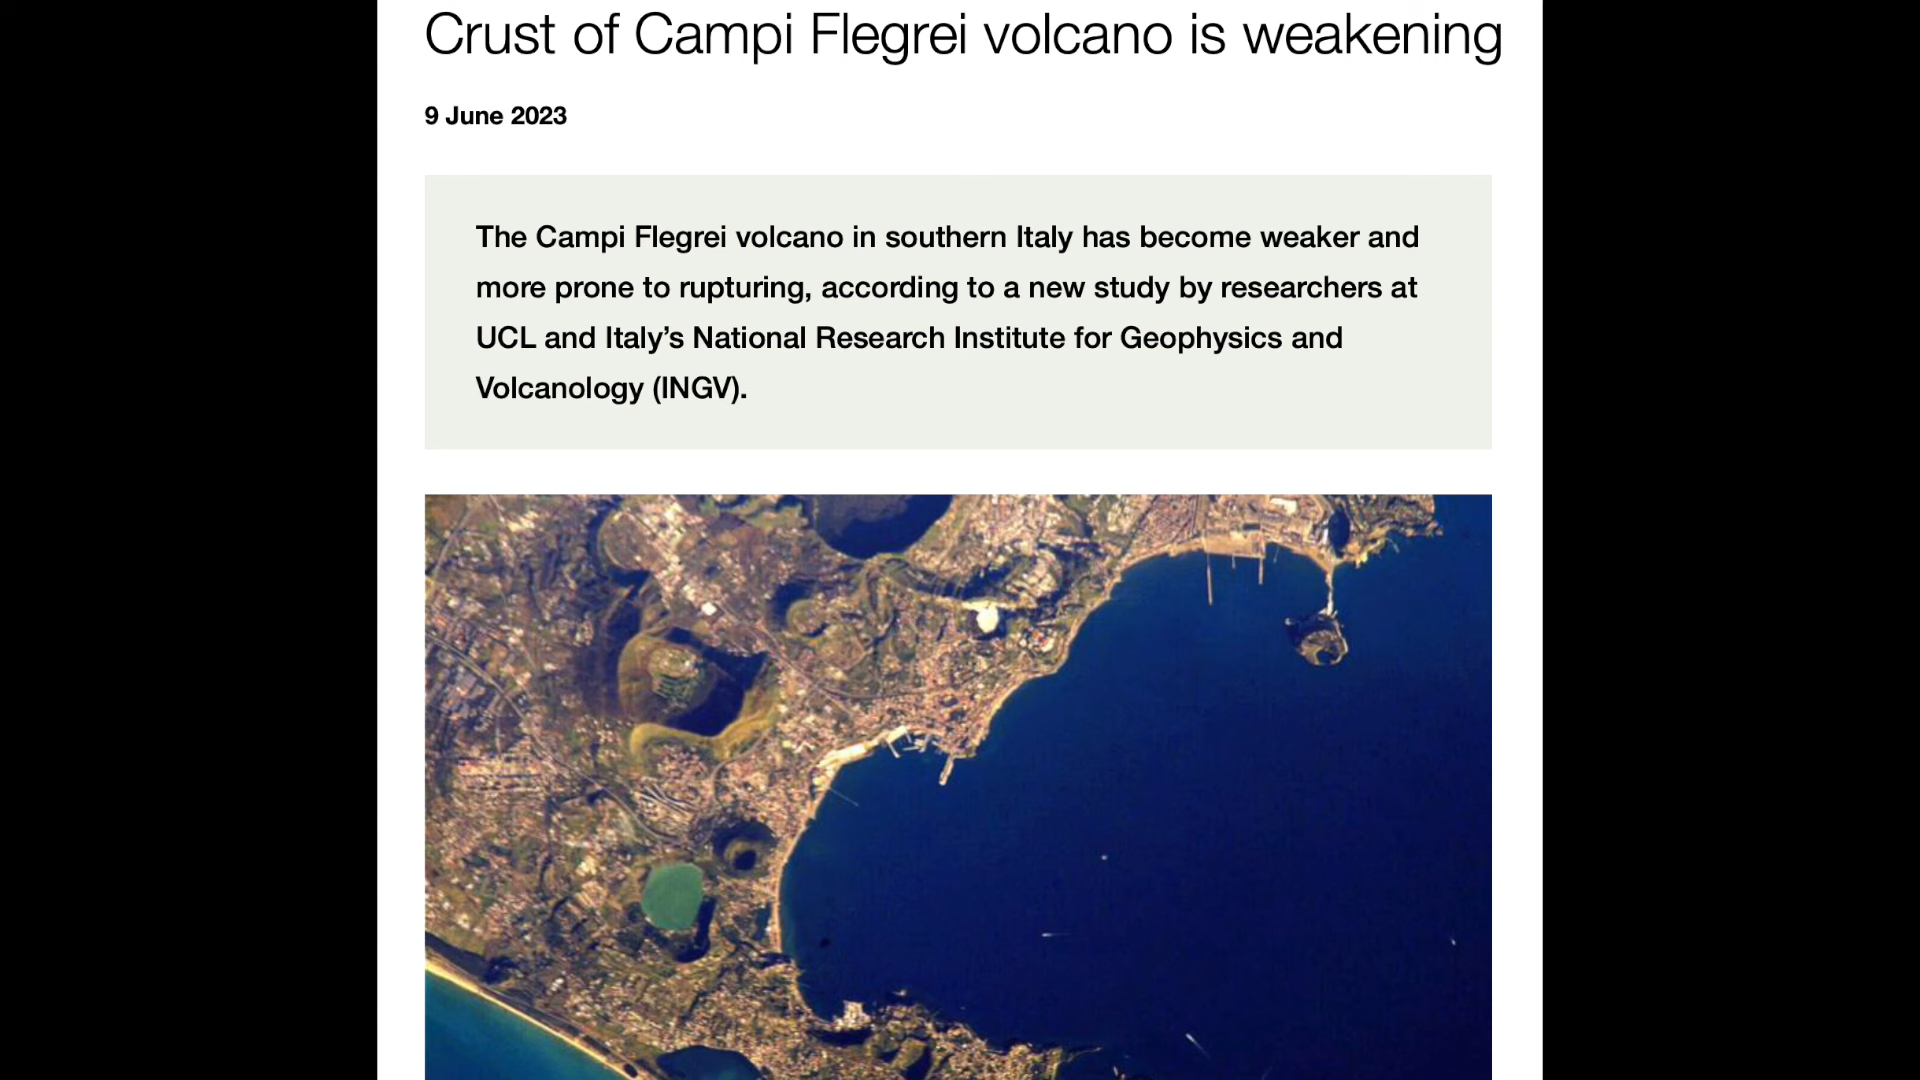 Crust of Campi Flegrei volcano is weakening
9 June 2023
The Campi Flegrei volcano in southern Italy has become weaker and
more prone to rupturing, according to a new study by researchers at
UCL and Italy’s National Research Institute for Geophysics and
Volcanology (INGV).